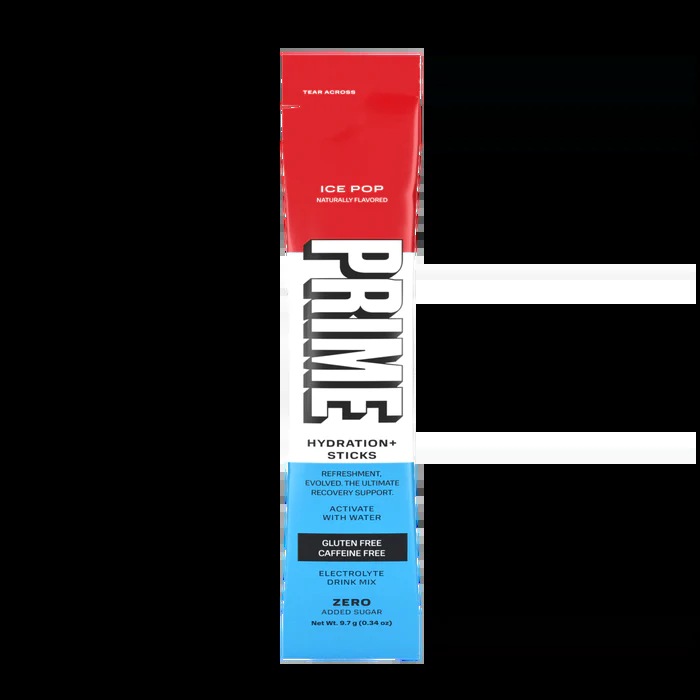 TEAR ACROSS
ICE POP
NATURALLY FLAVORED
PRIME
HYDRATION+
STICKS
REFRESHMENT,
EVOLVED. THE ULTIMATE
RECOVERY SUPPORT.
ACTIVATE
WITH WATER
GLUTEN FREE
CAFFEINE FREE
ELECTROLYTE
DRINK MIX
ZERO
ADDED SUGAR
Net Wt. 9.7 g (0.34 oz)